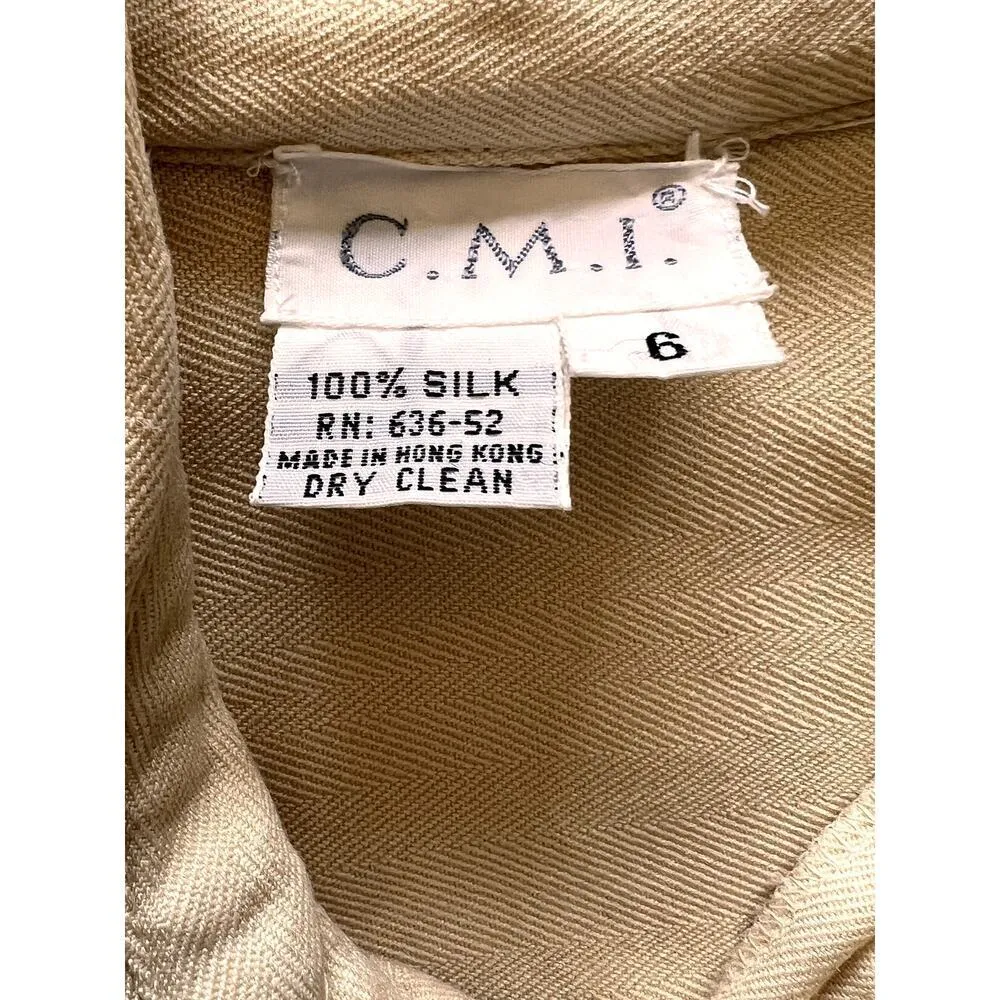 C.M.I.®
6
100% SILK
RN: 636-52
MADE IN HONG KONG
DRY CLEAN